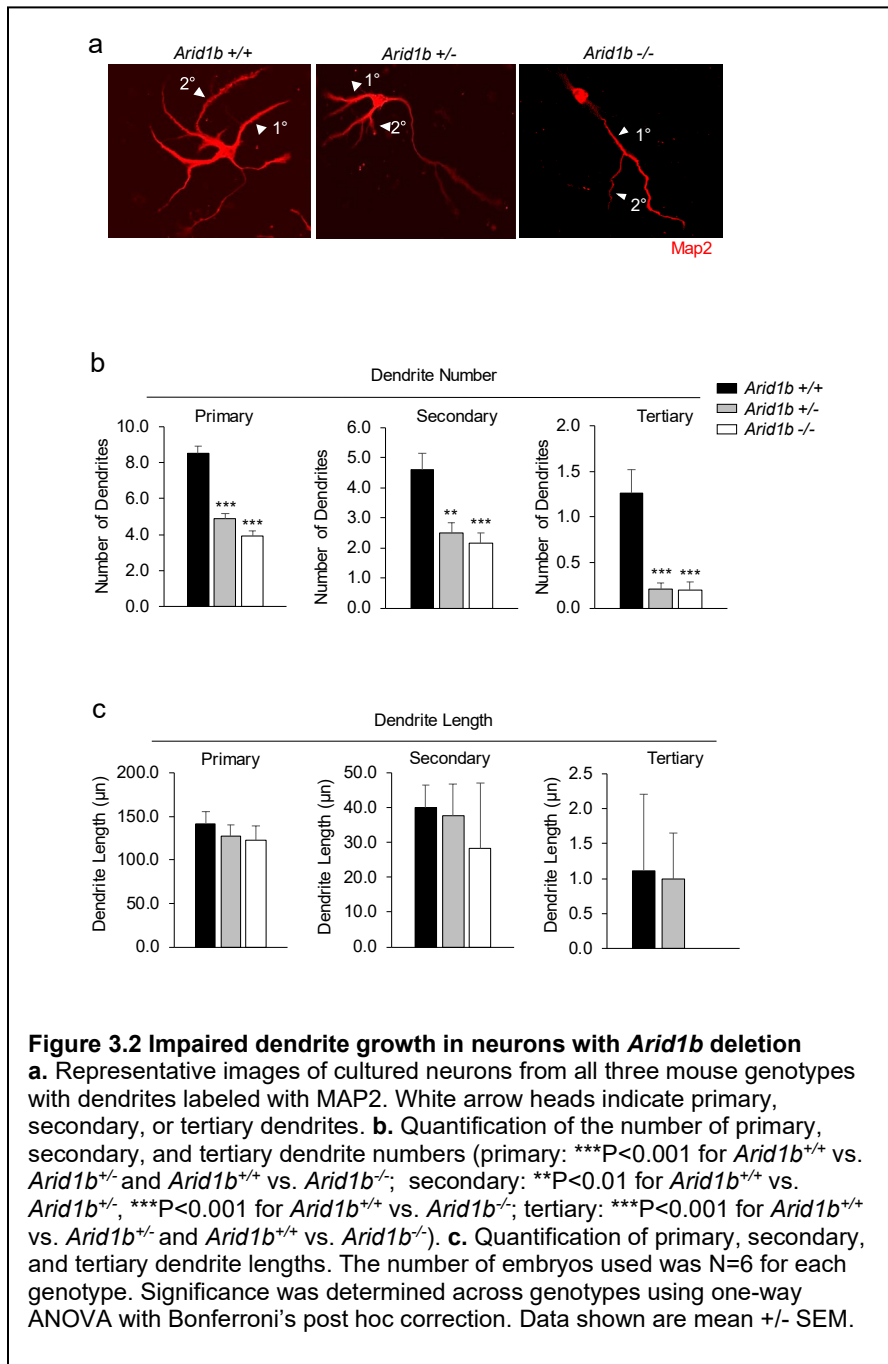 a
Arid1b +/+
Arid1b +/-
Arid1b -/-
2°
1°
1°
2°
1°
2°
Map2
b
Dendrite Number
Arid1b +/+
Arid1b +/-
Arid1b -/-
Primary
Secondary
Tertiary
Number of Dendrites
8.0
6.0
4.0
2.0
0.0
***
***
Number of Dendrites
6.0
5.0
4.0
3.0
2.0
1.0
0.0
**
***
Number of Dendrites
2.0
1.5
1.0
0.5
0.0
***
***
c
Dendrite Length
Primary
Secondary
Tertiary
Dendrite Length (µn)
200.0
150.0
100.0
50.0
0.0
Dendrite Length (µn)
50.0
40.0
30.0
20.0
10.0
0.0
Dendrite Length (µn)
2.5
2.0
1.5
1.0
0.5
0.0
Figure 3.2 Impaired dendrite growth in neurons with Arid1b deletion
a. Representative images of cultured neurons from all three mouse genotypes
with dendrites labeled with MAP2. White arrow heads indicate primary,
secondary, or tertiary dendrites. b. Quantification of the number of primary,
secondary, and tertiary dendrite numbers (primary: ***P<0.001 for Arid1b+/+ vs.
Arid1b+/- and Arid1b+/+ vs. Arid1b-/-; secondary: **P<0.01 for Arid1b+/+ vs.
Arid1b+/-, ***P<0.001 for Arid1b+/+ vs. Arid1b-/-; tertiary: ***P<0.001 for Arid1b+/+
vs. Arid1b+/- and Arid1b+/+ vs. Arid1b-/-). c. Quantification of primary, secondary,
and tertiary dendrite lengths. The number of embryos used was N=6 for each
genotype. Significance was determined across genotypes using one-way
ANOVA with Bonferroni's post hoc correction. Data shown are mean +/- SEM.